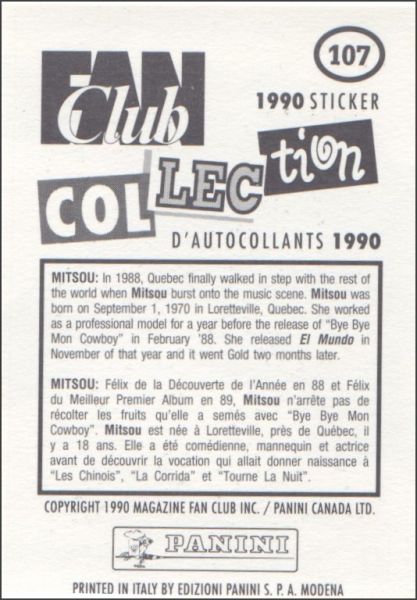 FAN
Club
107
1990 STICKER
COLLECtion
D'AUTOCOLLANTS 1990
MITSOU: In 1988, Quebec finally walked in step with the rest of
the world when Mitsou burst onto the music scene. Mitsou was
born on September 1, 1970 in Loretteville, Quebec. She worked
as a professional model for a year before the release of "Bye Bye
Mon Cowboy" in February '88. She released El Mundo in
November of that year and it went Gold two months later.
MITSOU: Félix de la Découverte de l'Année en 88 et Félix
du Meilleur Premier Album en 89, Mitsou n'arrête pas de
récolter les fruits qu'elle a semés avec "Bye Bye Mon
Cowboy". Mitsou est née à Loretteville, près de Québec, il
y a 18 ans. Elle a été comédienne, mannequin et actrice
avant de découvrir la vocation qui allait donner naissance à
"Les Chinois", "La Corrida" et "Tourne La Nuit".
COPYRIGHT 1990 MAGAZINE FAN CLUB INC. / PANINI CANADA LTD.
PANINI
PRINTED IN ITALY BY EDIZIONI PANINI S. P. A. MODENA